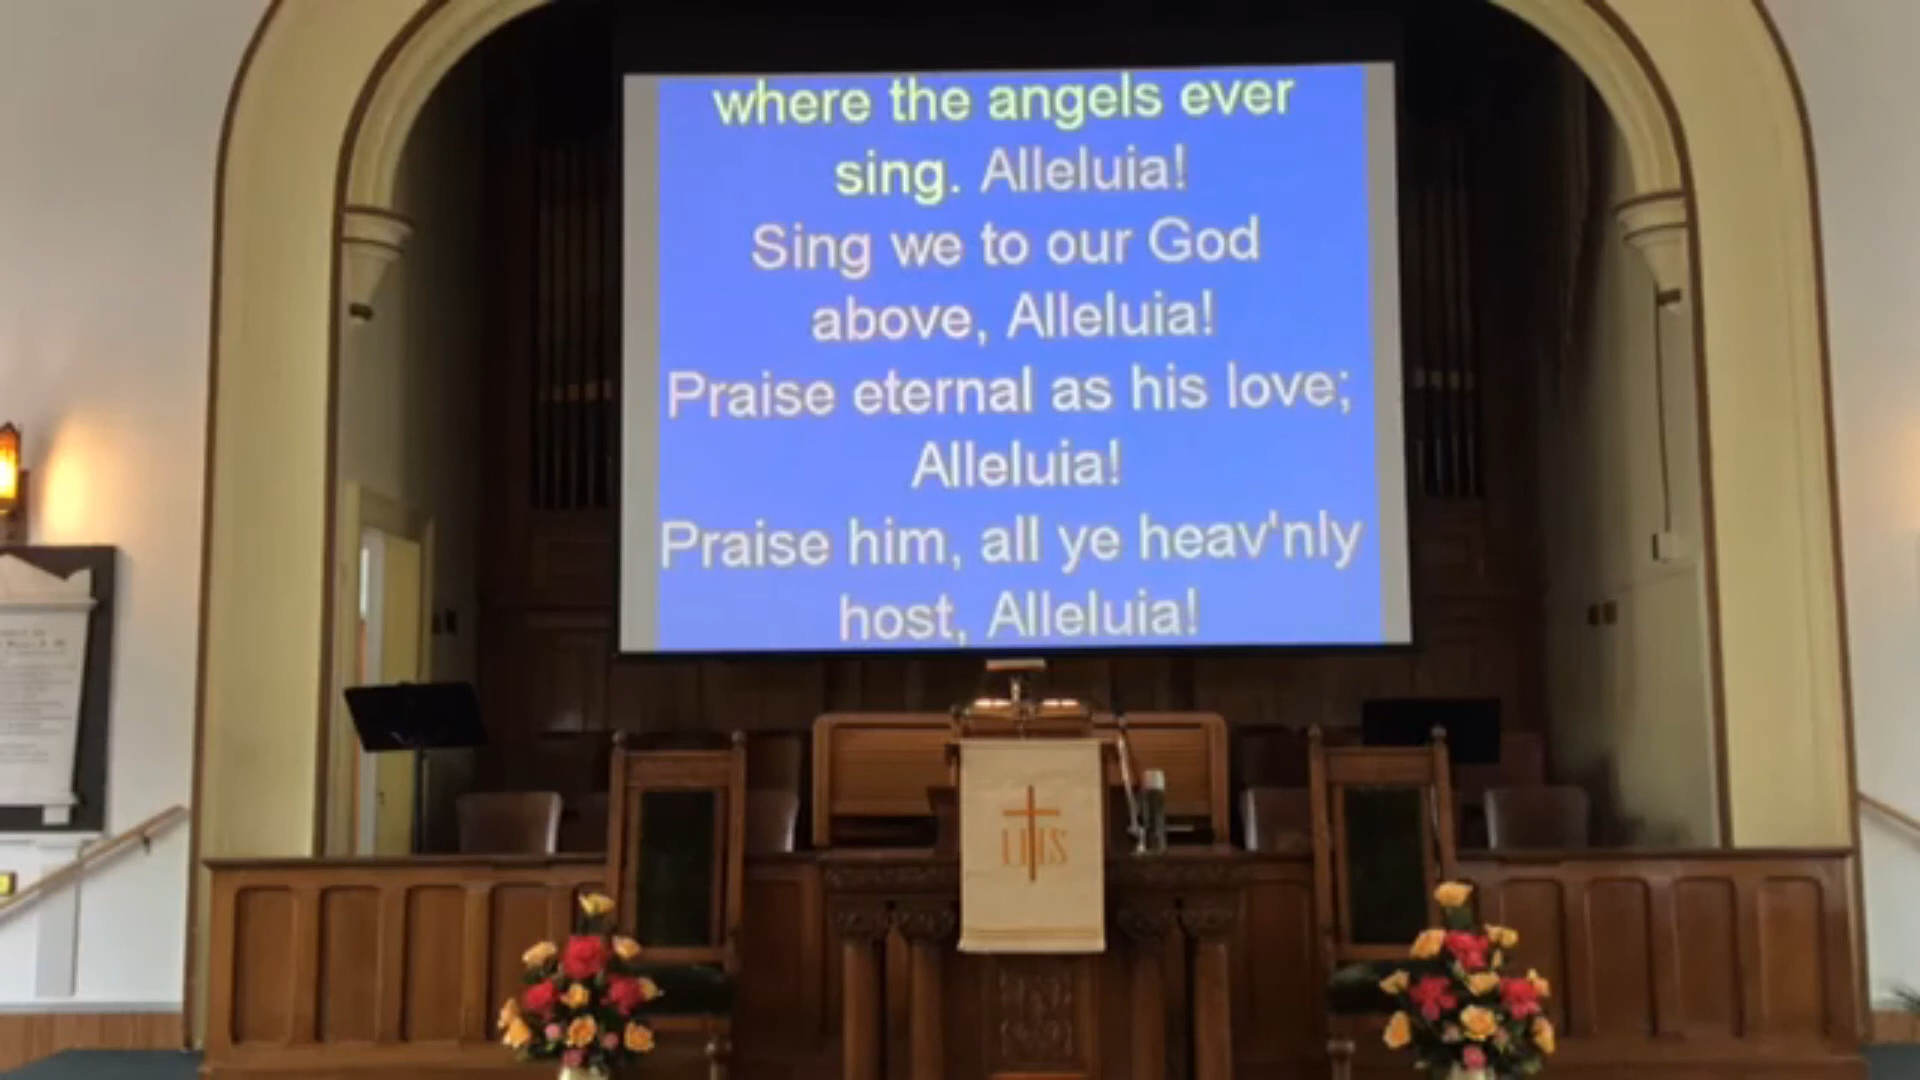 where the angels ever
sing. Alleluia!
Sing we to our God
above, Alleluia!
Praise eternal as his love;
Alleluia!
Praise him, all ye heav'nly
host, Alleluia!
IHS